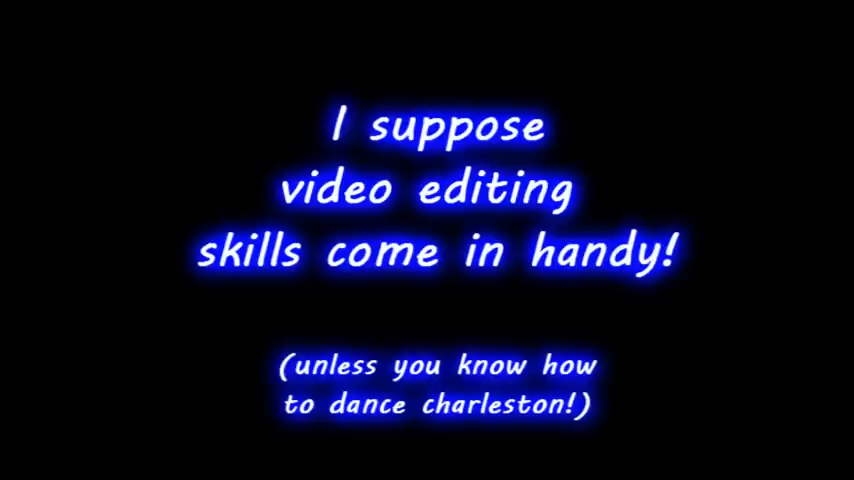 I suppose
video editing
skills come in handy!
(unless you know how
to dance charleston!)